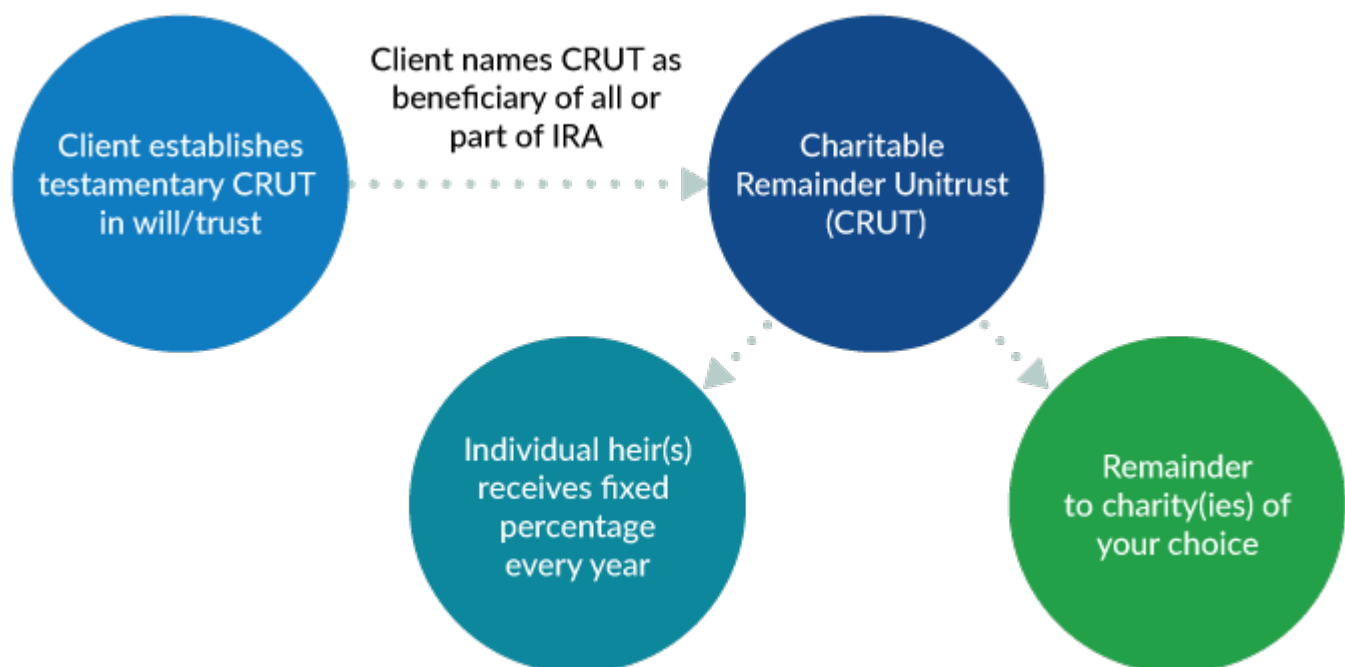 Client establishes
testamentary CRUT
in will/trust
Client names CRUT as
beneficiary of all or
part of IRA
Charitable
Remainder Unitrust
(CRUT)
Individual heir(s)
receives fixed
percentage
every year
Remainder
to charity(ies) of
your choice